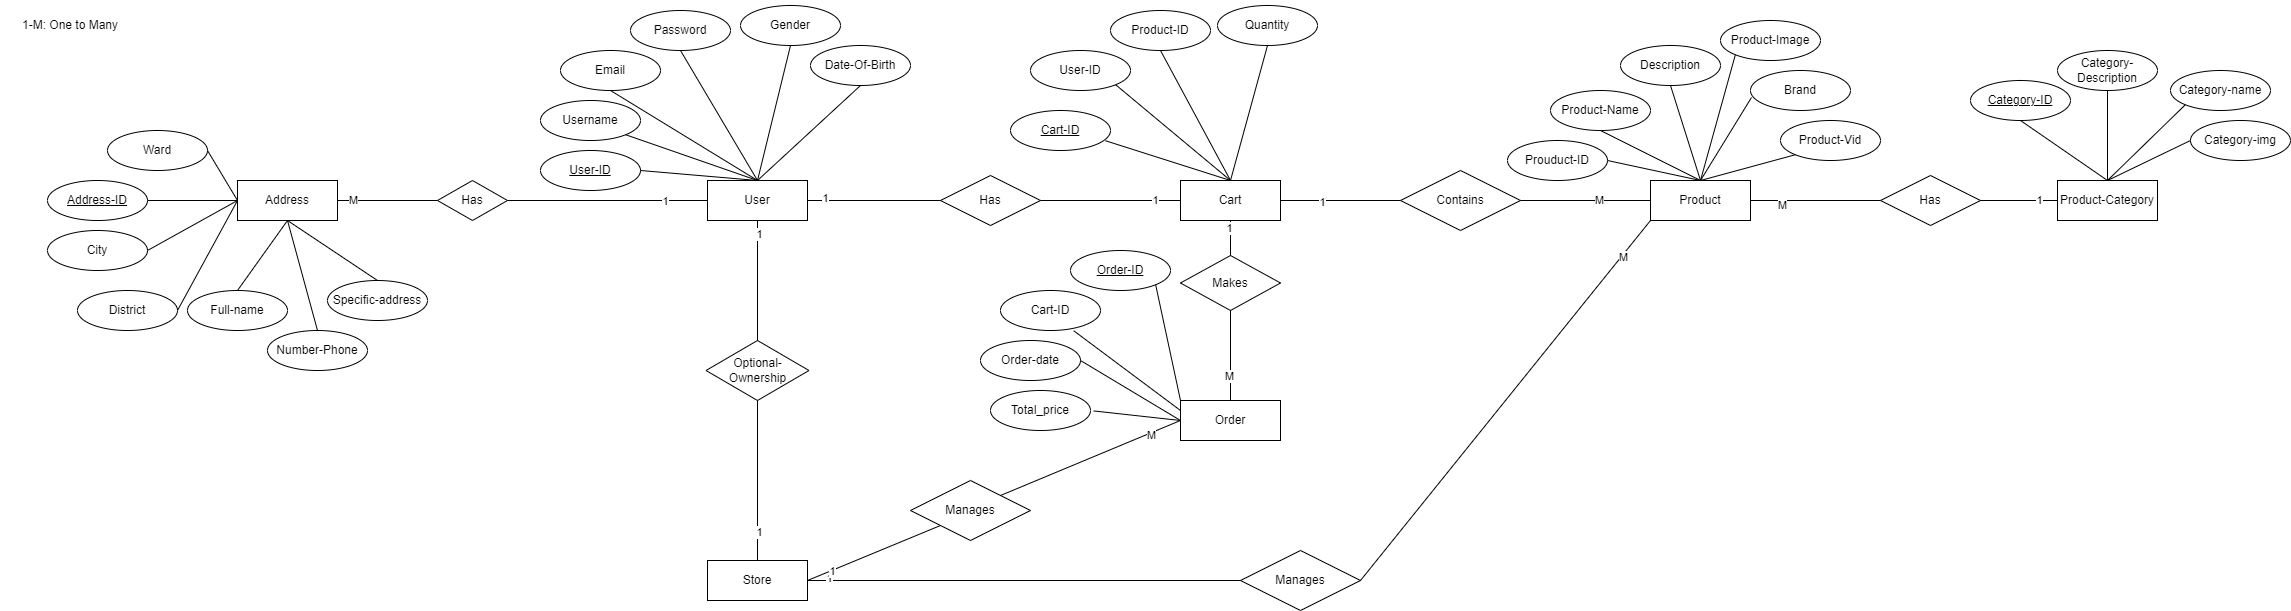 1-M: One to Many
Password
Gender
Product-ID
Quantity
Product-Image
Email
Date-Of-Birth
User-ID
Description
Category-
Description
Username
Cart-ID
Product-Name
Brand
Category-ID
Category-name
Ward
User-ID
Prouduct-ID
Product-Vid
Category-img
Address-ID
Address
M
Has
1
User
1
Has
1
Cart
1
Contains
M
Product
M
Has
1
Product-Category
City
1
1
M
District
Full-name
Specific-address
Number-Phone
Order-ID
Makes
Cart-ID
Optional-
Ownership
Order-date
M
Total_price
Order
M
Manages
1
1
Store
1
Manages